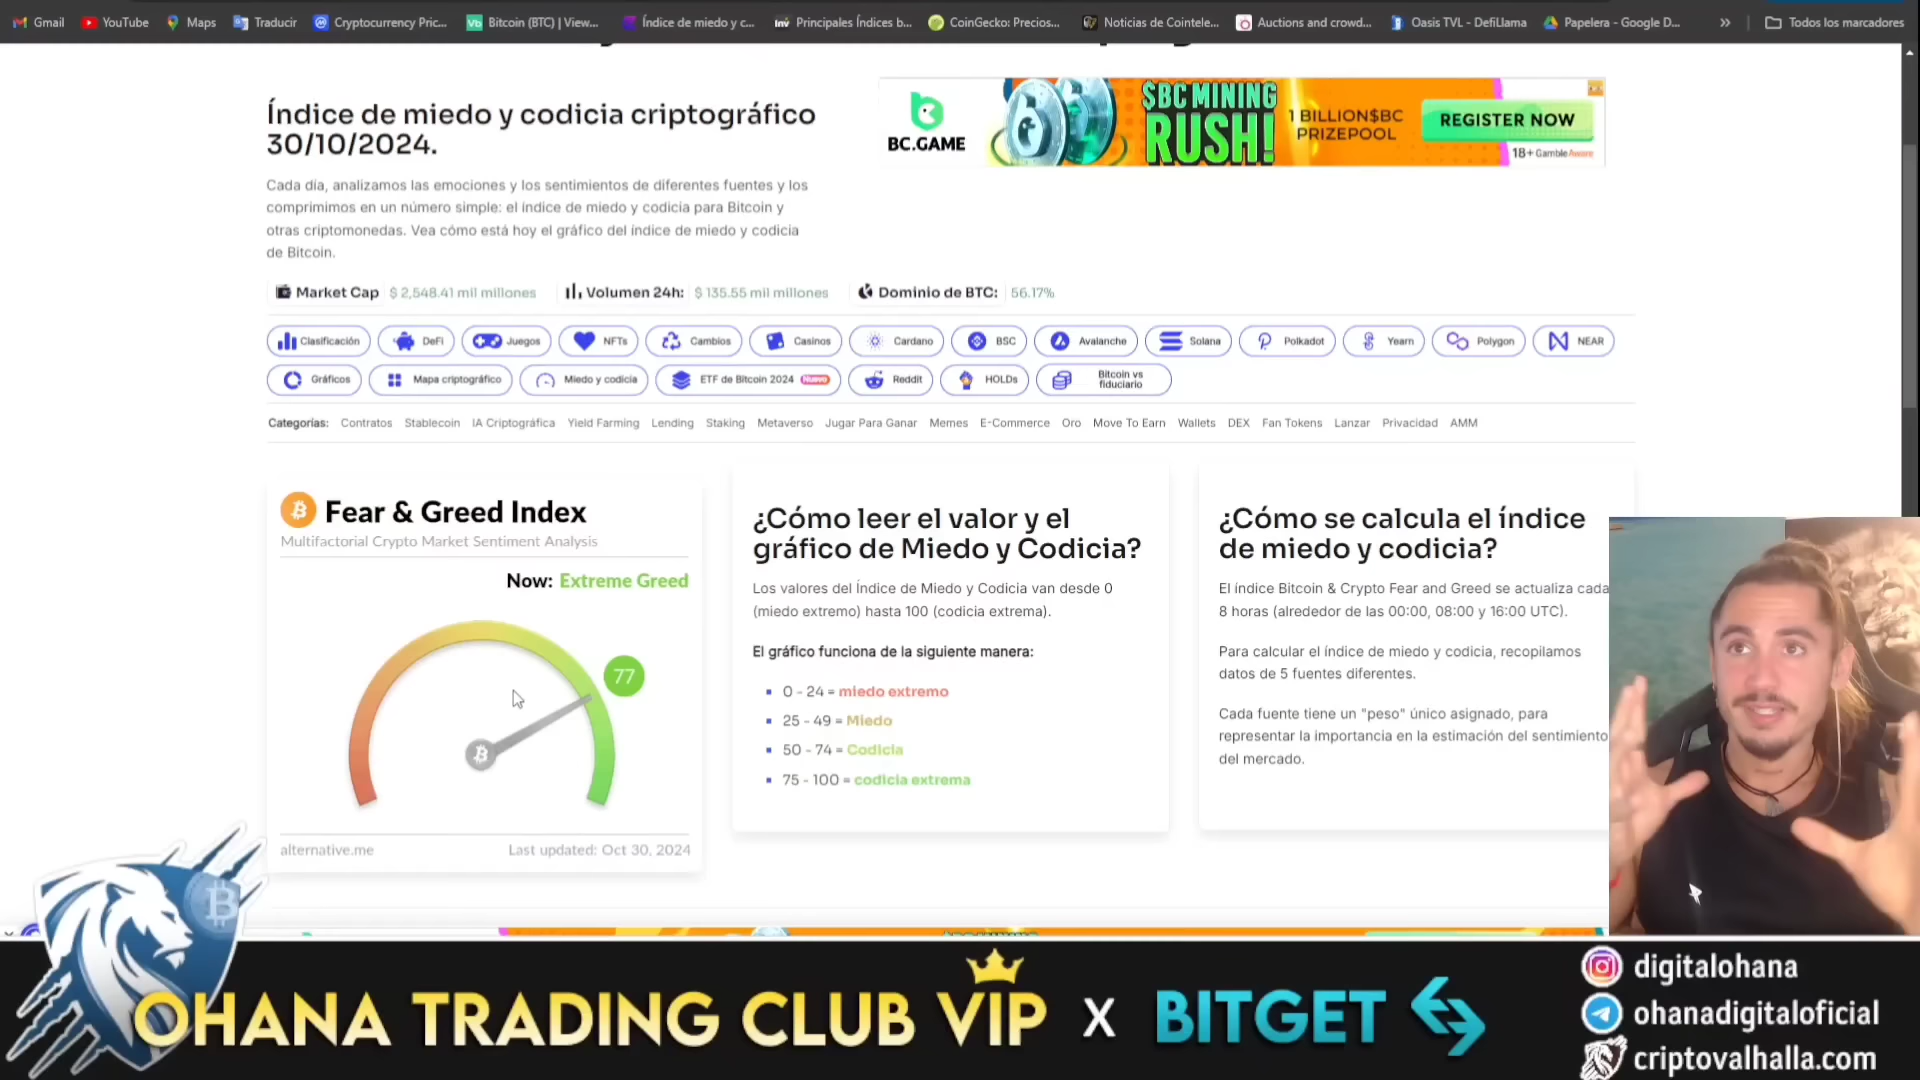 Gmail
YouTube
Maps
Traducir
Cryptocurrency Pric...
Bitcoin (BTC) | View...
Índice de miedo y c...
Principales Índices b...
CoinGecko: Precios...
Noticias de Cointele...
Auctions and crowd...
Oasis TVL - DefiLlama
Papelera - Google D...
»
Todos los marcadores
Índice de miedo y codicia criptográfico
30/10/2024.
BC.GAME
$BC MINING
RUSH!
1 BILLION$BC
PRIZEPOOL
REGISTER NOW
18+ GambleAware
Cada día, analizamos las emociones y los sentimientos de diferentes fuentes y los
comprimimos en un número simple: el índice de miedo y codicia para Bitcoin y
otras criptomonedas. Vea cómo está hoy el gráfico del índice de miedo y codicia
de Bitcoin.
Market Cap $ 2,548.41 mil millones
Volumen 24h: $ 135.55 mil millones
Dominio de BTC: 56.17%
Clasificación
DeFi
Juegos
NFTs
Cambios
Casinos
Cardano
BSC
Avalanche
Solana
Polkadot
Yearn
Polygon
NEAR
Gráficos
Mapa criptográfico
Miedo y codicia
ETF de Bitcoin 2024 Nuevo
Reddit
HOLDs
Bitcoin vs
fiduciario
Categorías: Contratos Stablecoin IA Criptográfica Yield Farming Lending Staking Metaverso Jugar Para Ganar Memes E-Commerce Oro Move To Earn Wallets DEX Fan Tokens Lanzar Privacidad AMM
Fear & Greed Index
Multifactorial Crypto Market Sentiment Analysis
Now: Extreme Greed
77
alternative.me
Last updated: Oct 30, 2024
¿Cómo leer el valor y el
gráfico de Miedo y Codicia?
Los valores del Índice de Miedo y Codicia van desde 0
(miedo extremo) hasta 100 (codicia extrema).
El gráfico funciona de la siguiente manera:
0 - 24 = miedo extremo
25 - 49 = Miedo
50 - 74 = Codicia
75 - 100 = codicia extrema
¿Cómo se calcula el índice
de miedo y codicia?
El índice Bitcoin & Crypto Fear and Greed se actualiza cada
8 horas (alrededor de las 00:00, 08:00 y 16:00 UTC).
Para calcular el índice de miedo y codicia, recopilamos
datos de 5 fuentes diferentes.
Cada fuente tiene un "peso" único asignado, para
representar la importancia en la estimación del sentimiento
del mercado.
OHANA TRADING CLUB VIP X BITGET
digitalohana
ohanadigitaloficial
criptovalhalla.com